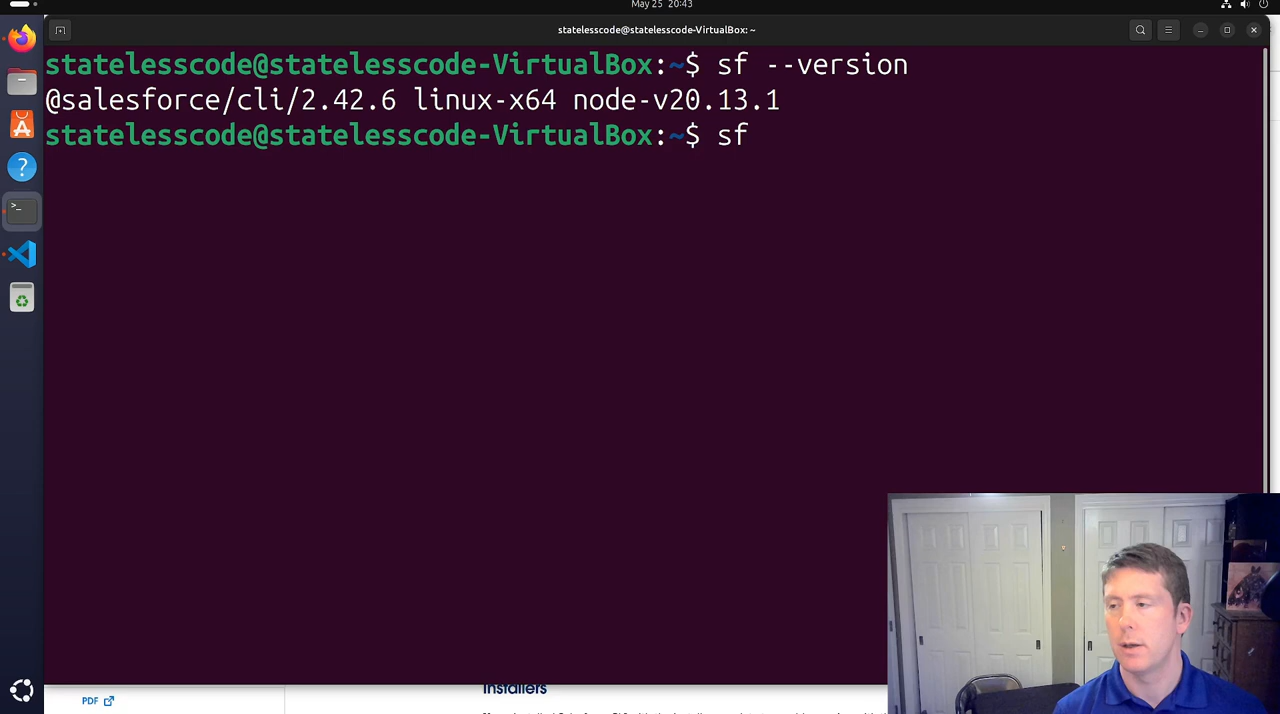 May 25 20:43
statelesscode@statelesscode-VirtualBox: ~
statelesscode@statelesscode-VirtualBox:~$ sf --version
@salesforce/cli/2.42.6 linux-x64 node-v20.13.1
statelesscode@statelesscode-VirtualBox:~$ sf
Installers
PDF